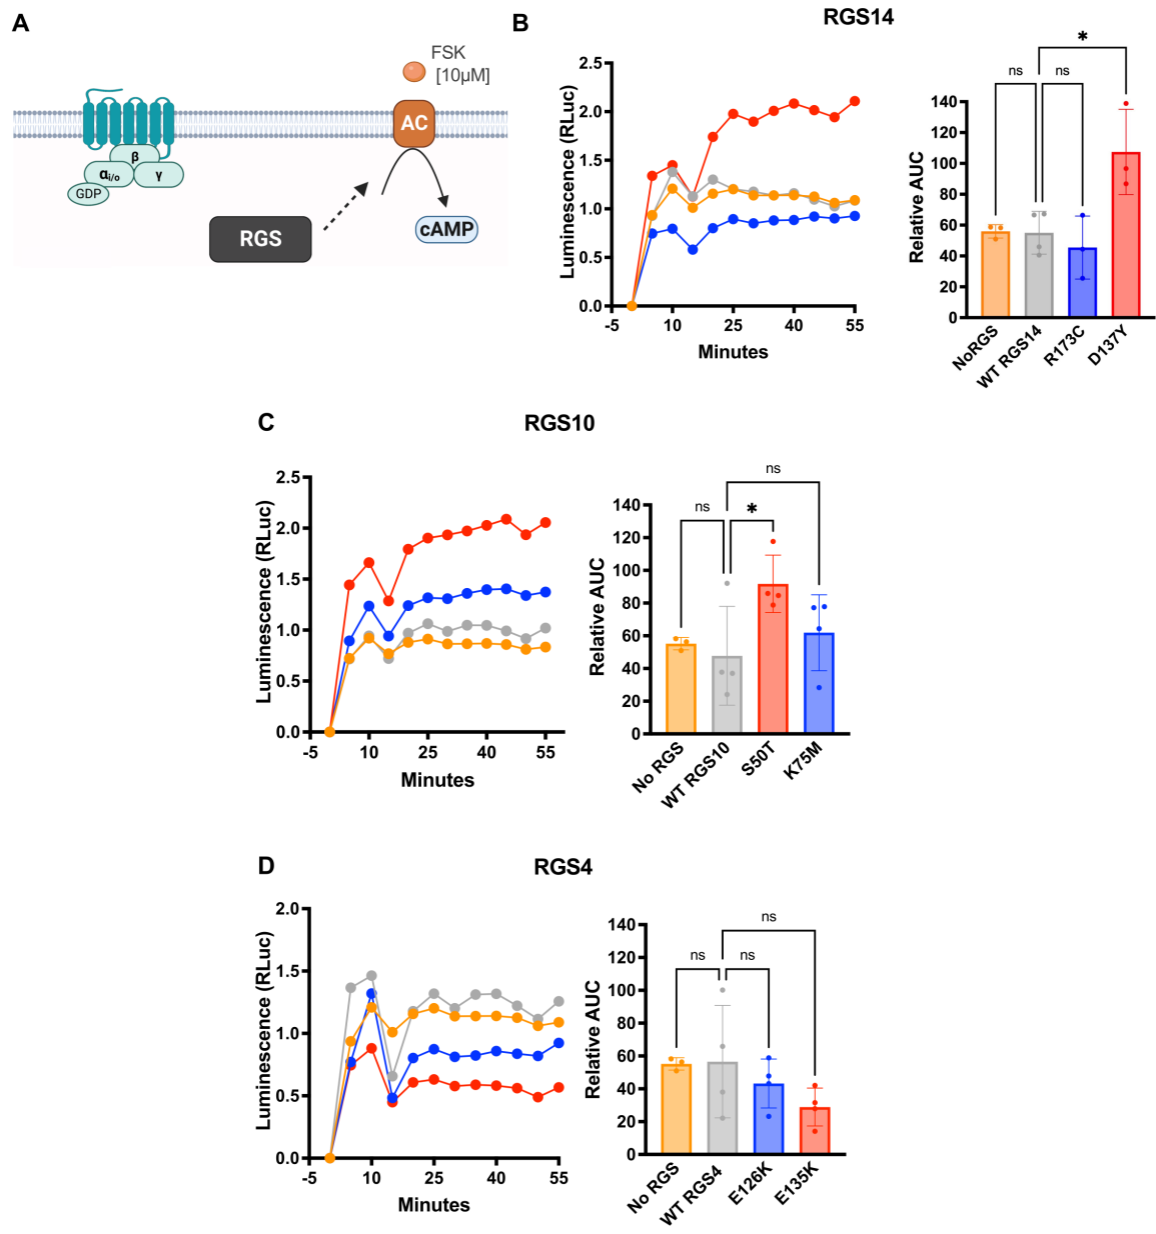 A
FSK
[10µM]
AC
β
αi/o
γ
GDP
RGS
cAMP
B
RGS14
Luminescence (RLuc)
2.5
2.0
1.5
1.0
0.5
0.0
-5
10
25
40
55
Minutes
Relative AUC
140
120
100
80
60
40
20
0
ns
ns
*
NoRGS
WT RGS14
R173C
D137Y
C
RGS10
Luminescence (RLuc)
2.5
2.0
1.5
1.0
0.5
0.0
-5
10
25
40
55
Minutes
Relative AUC
140
120
100
80
60
40
20
0
ns
*
ns
No RGS
WT RGS10
S50T
K75M
D
RGS4
Luminescence (RLuc)
2.0
1.5
1.0
0.5
0.0
-5
10
25
40
55
Minutes
Relative AUC
140
120
100
80
60
40
20
0
ns
ns
ns
No RGS
WT RGS4
E126K
E135K